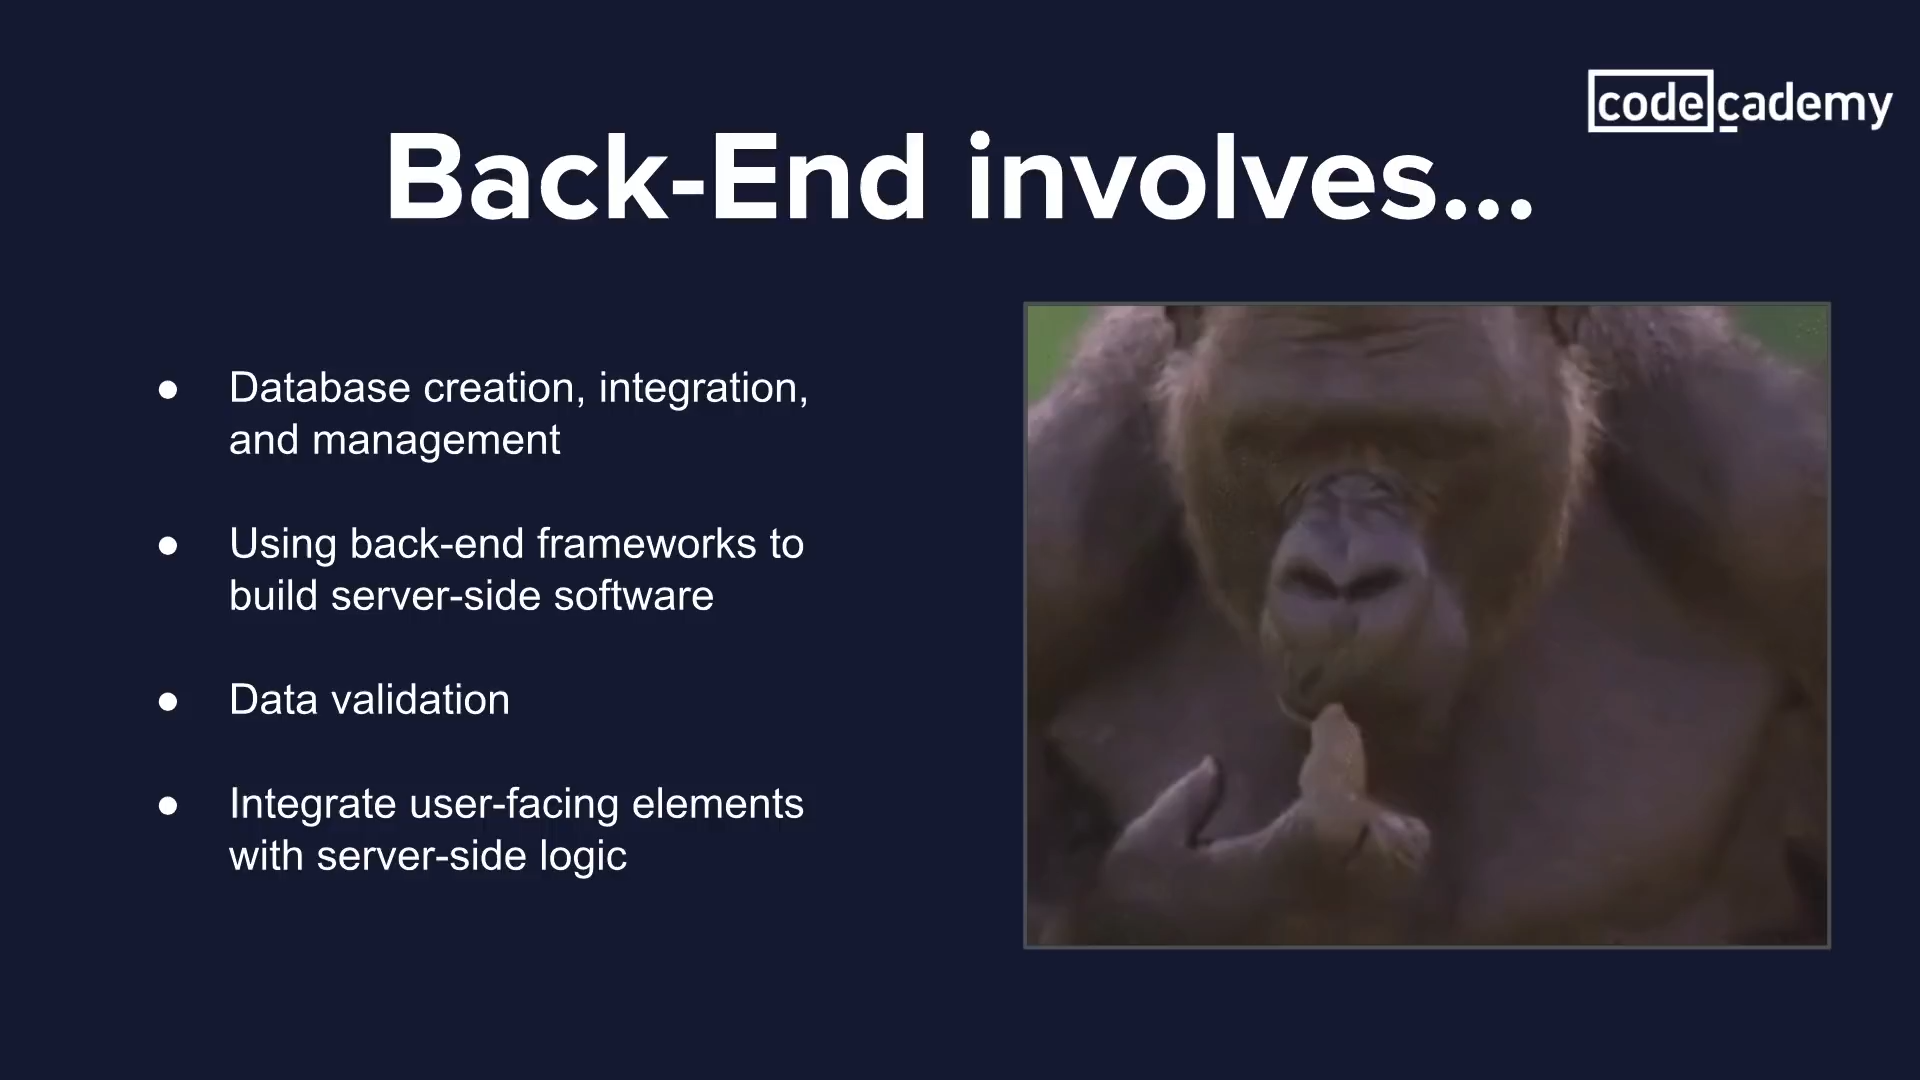 codecademy
Back-End involves...
● Database creation, integration,
and management
● Using back-end frameworks to
build server-side software
● Data validation
● Integrate user-facing elements
with server-side logic